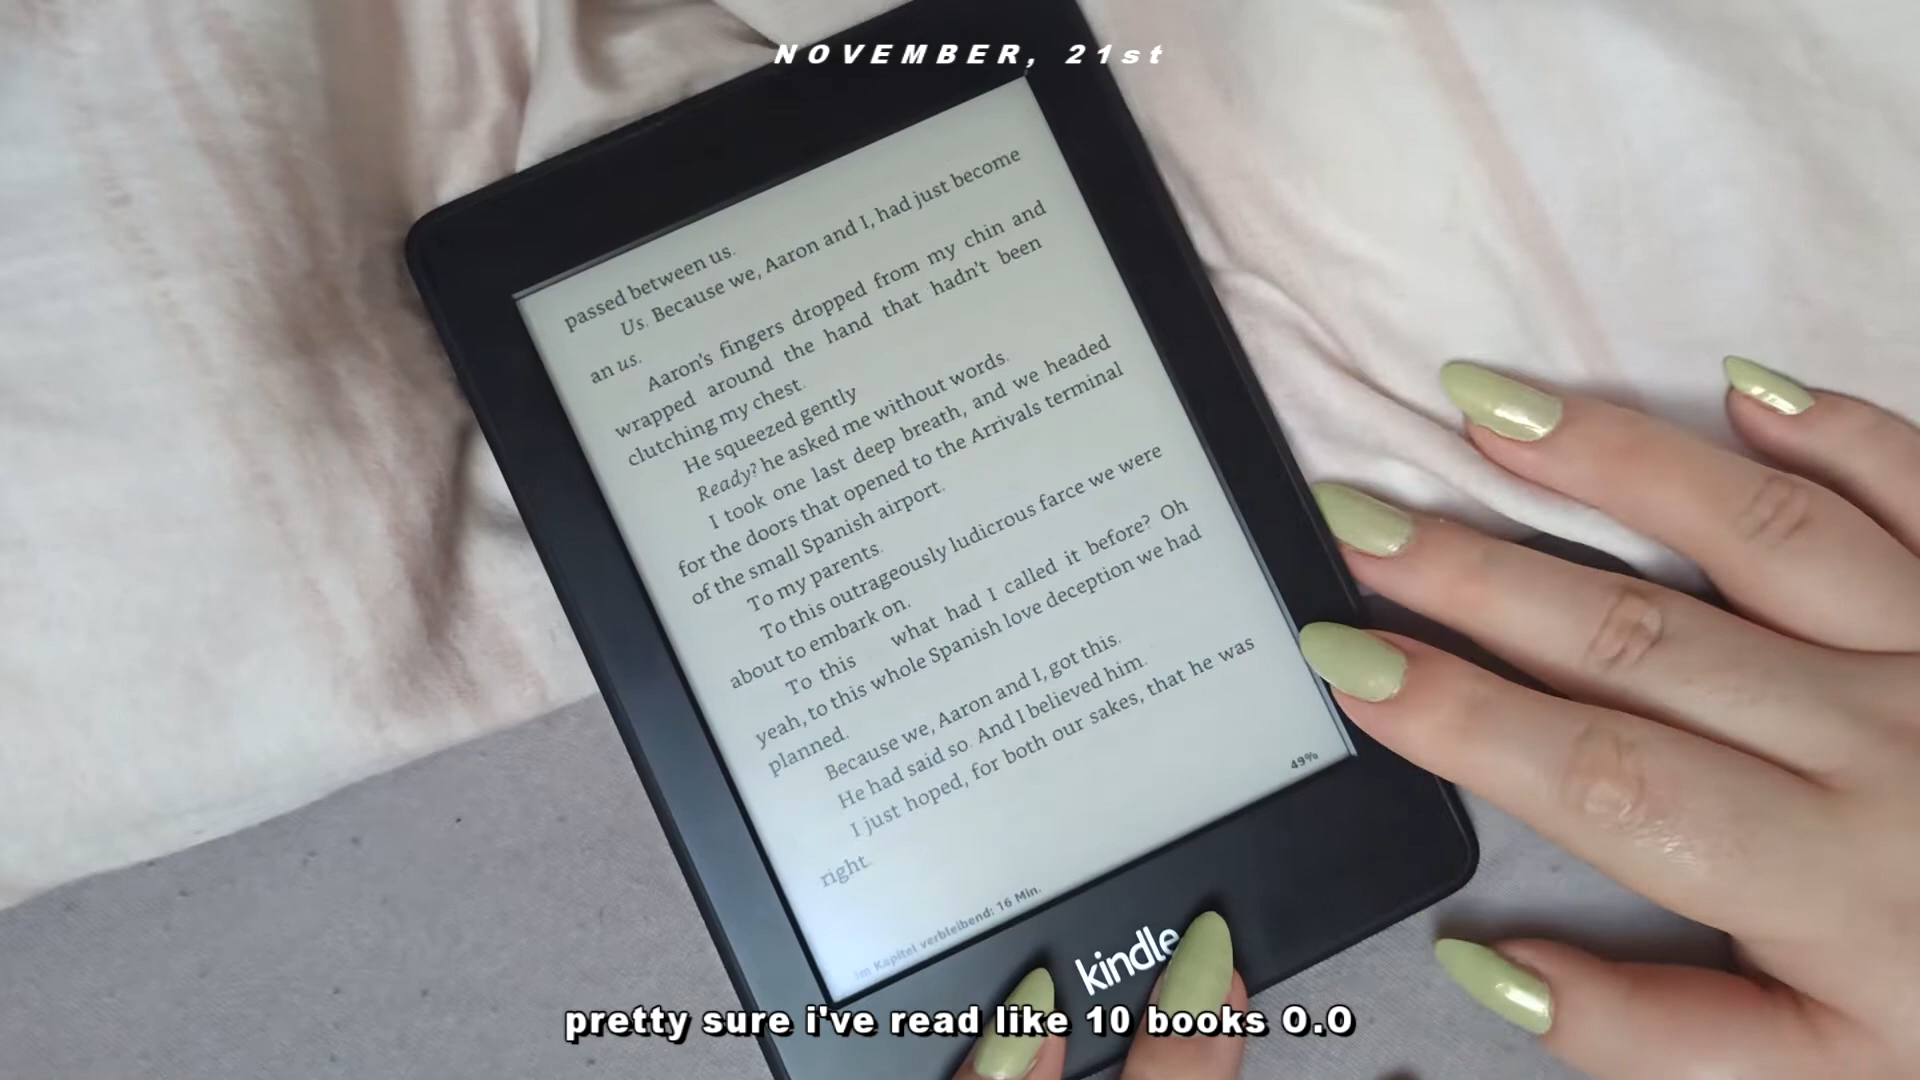 NOVEMBER, 21st
passed between us.
Us. Because we, Aaron and I, had just become
an us.
Aaron's fingers dropped from my chin and
wrapped around the hand that hadn't been
clutching my chest.
He squeezed gently
Ready? he asked me without words.
I took one last deep breath, and we headed
for the doors that opened to the Arrivals terminal
of the small Spanish airport.
To my parents.
To this outrageously ludicrous farce we were
about to embark on.
To this what had I called it before? Oh
yeah, to this whole Spanish love deception we had
planned.
Because we, Aaron and I, got this.
He had said so. And I believed him.
I just hoped, for both our sakes, that he was
right.
Im Kapitel verbleibend: 16 Min.
49%
kindle
pretty sure i've read like 10 books O.O